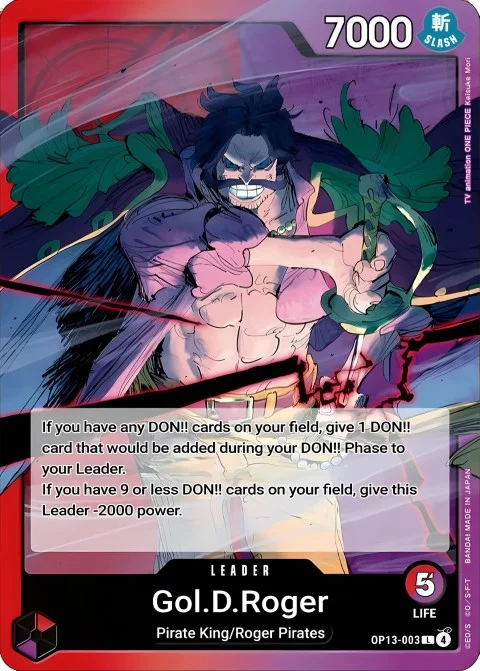 7000
斬
SLASH
TV animation ONE PIECE Keisuke Mori
If you have any DON!! cards on your field, give 1 DON!!
card that would be added during your DON!! Phase to
your Leader.
If you have 9 or less DON!! cards on your field, give this
Leader -2000 power.
BANDAI MADE IN JAPAN
©E/O/S ©O./S·F·T
LEADER
Gol.D.Roger
5
LIFE
Pirate King/Roger Pirates
OP13-003 L 4